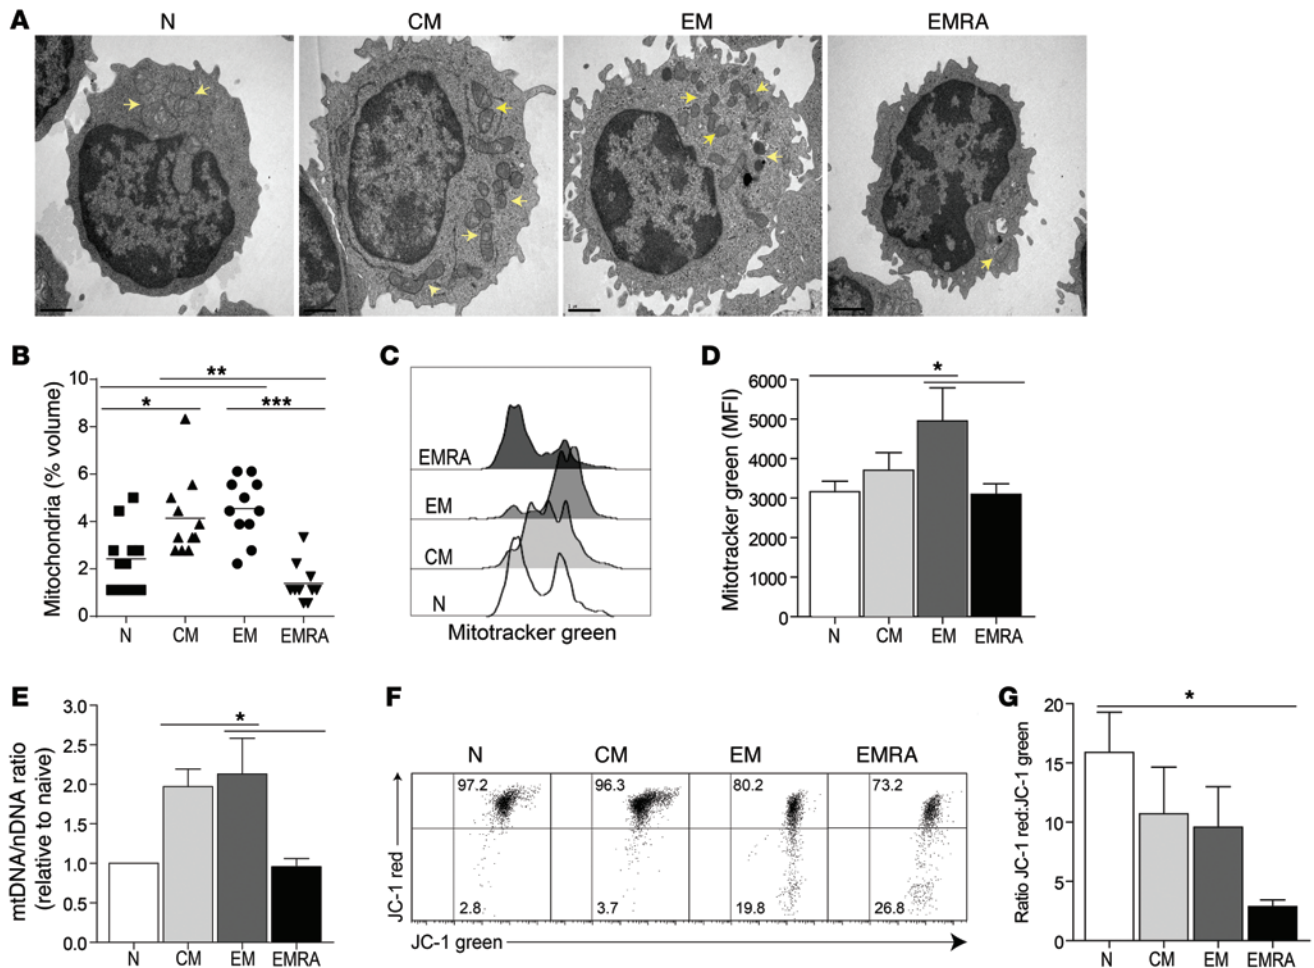 A
N CM EM EMRA
B
Mitochondria (% volume)
10
8
6
4
2
0
**
* ***
N CM EM EMRA
C
EMRA
EM
CM
N
Mitotracker green
D
Mitotracker green (MFI)
6000
5000
4000
3000
2000
1000
0
*
N CM EM EMRA
E
mtDNA/nDNA ratio
(relative to naive)
3.0
2.5
2.0
1.5
1.0
0.5
0.0
*
N CM EM EMRA
F
N CM EM EMRA
97.2 96.3 80.2 73.2
2.8 3.7 19.8 26.8
JC-1 red
JC-1 green
G
Ratio JC-1 red:JC-1 green
20
15
10
5
0
*
N CM EM EMRA